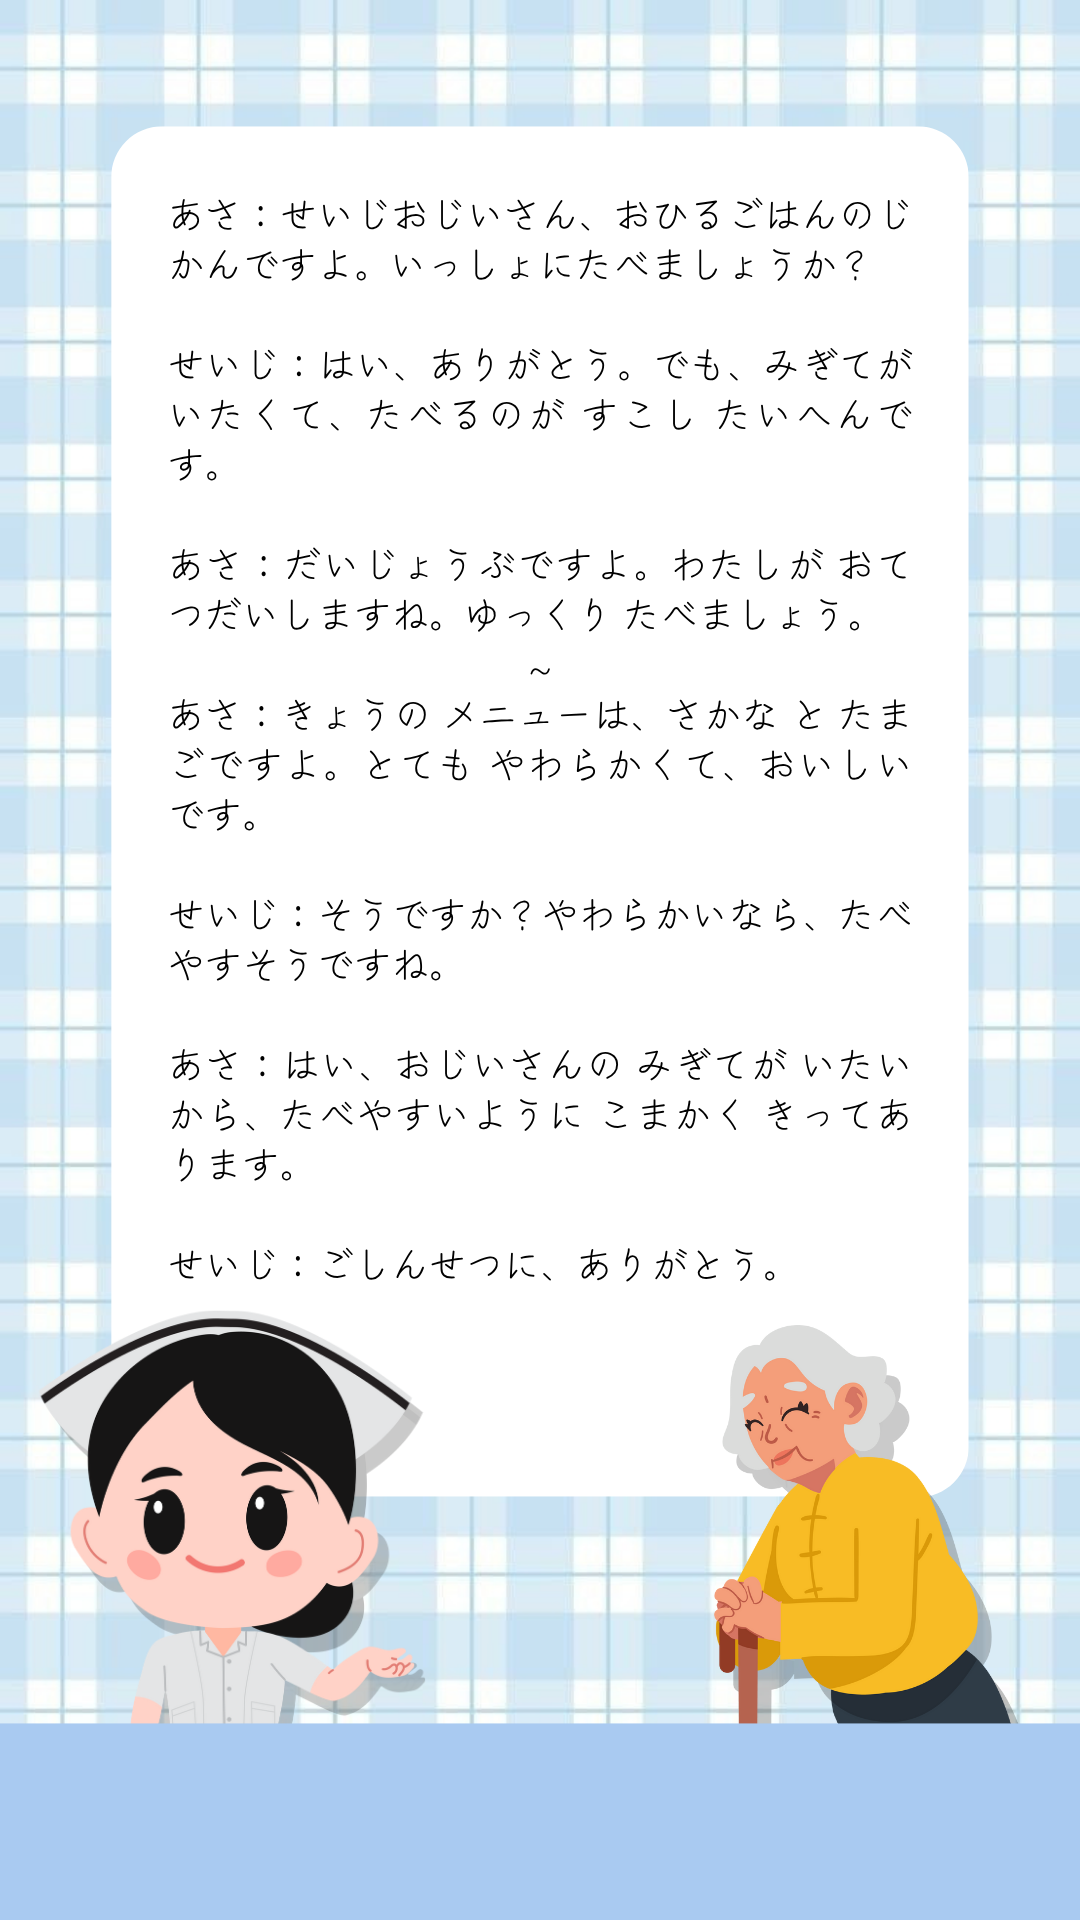 あさ：せいじおじいさん、おひるごはんのじ
かんですよ。いっしょにたべましょうか？
せいじ：はい、ありがとう。でも、みぎてが
いたくて、たべるのが すこし たいへんで
す。
あさ：だいじょうぶですよ。わたしが おて
つだいしますね。ゆっくり たべましょう。
~
あさ：きょうの メニューは、さかな と たま
ごですよ。とても やわらかくて、おいしい
です。
せいじ：そうですか？やわらかいなら、たべ
やすそうですね。
あさ：はい、おじいさんの みぎてが いたい
から、たべやすいように こまかく きってあ
ります。
せいじ：ごしんせつに、ありがとう。